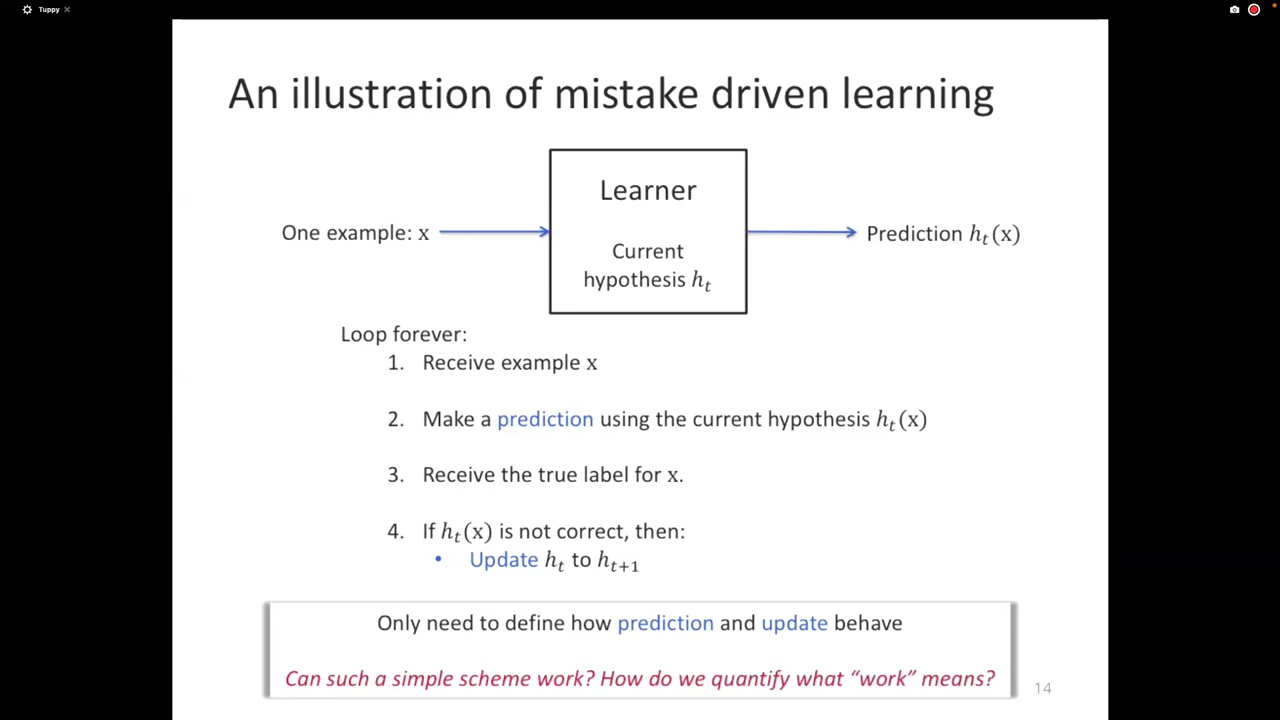 Tuppy
An illustration of mistake driven learning
Learner
One example: x
Current
hypothesis hₜ
Prediction hₜ(x)
Loop forever:
1. Receive example x
2. Make a prediction using the current hypothesis hₜ(x)
3. Receive the true label for x.
4. If hₜ(x) is not correct, then:
• Update hₜ to hₜ₊₁
Only need to define how prediction and update behave
Can such a simple scheme work? How do we quantify what “work” means?
14